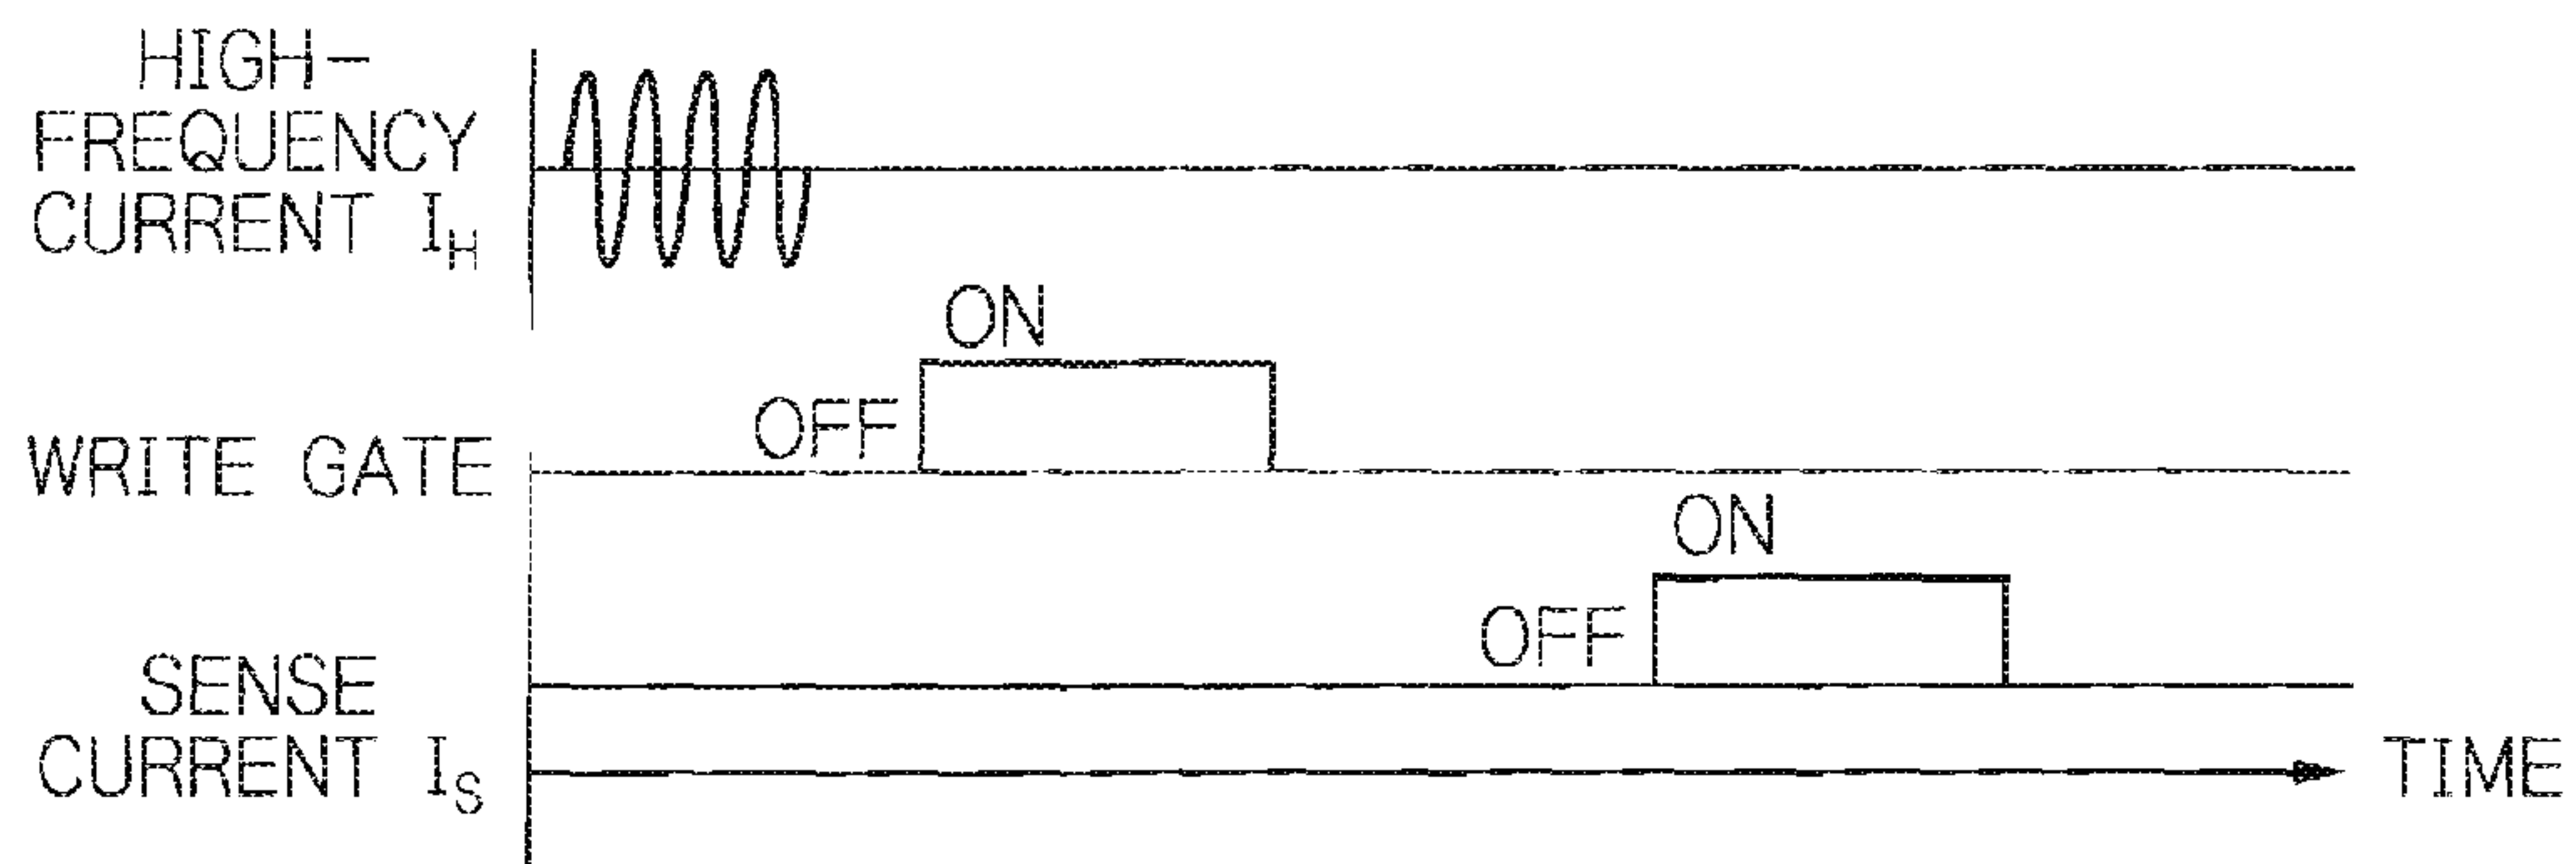 HIGH-
FREQUENCY
CURRENT I_H
ON
OFF
WRITE GATE
ON
OFF
SENSE
CURRENT I_S
TIME